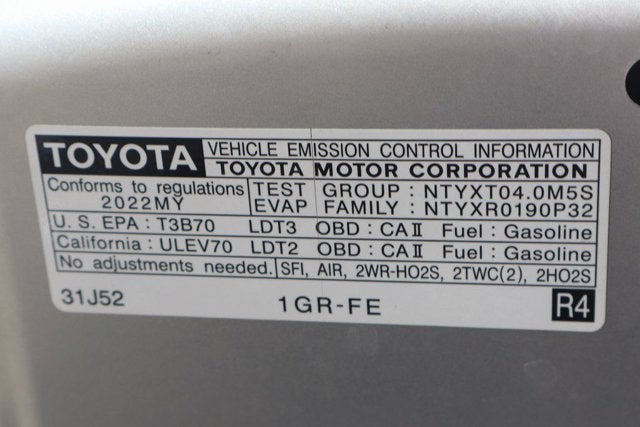 TOYOTA VEHICLE EMISSION CONTROL INFORMATION
TOYOTA MOTOR CORPORATION
Conforms to regulations TEST GROUP : NTYXT04.0M5S
2022MY EVAP FAMILY : NTYXR0190P32
U. S. EPA : T3B70 LDT3 OBD : CAⅡ Fuel : Gasoline
California : ULEV70 LDT2 OBD : CAⅡ Fuel : Gasoline
No adjustments needed. SFI, AIR, 2WR-HO2S, 2TWC(2), 2HO2S
31J52 1GR-FE R4